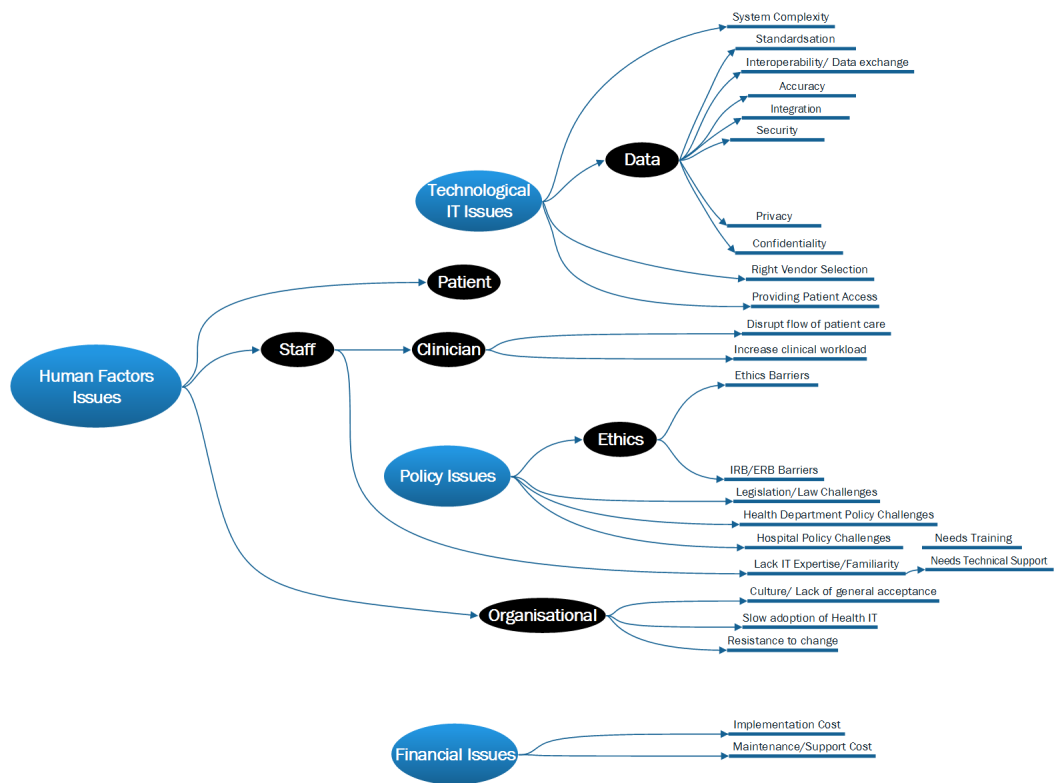 System Complexity
Standardsation
Interoperability/ Data exchange
Accuracy
Integration
Security
Data
Technological
IT Issues
Privacy
Confidentiality
Right Vendor Selection
Patient
Providing Patient Access
Disrupt flow of patient care
Staff
Clinician
Increase clinical workload
Human Factors
Issues
Ethics Barriers
Ethics
Policy Issues
IRB/ERB Barriers
Legislation/Law Challenges
Health Department Policy Challenges
Hospital Policy Challenges
Needs Training
Lack IT Expertise/Familiarity
Needs Technical Support
Culture/ Lack of general acceptance
Organisational
Slow adoption of Health IT
Resistance to change
Implementation Cost
Financial Issues
Maintenance/Support Cost